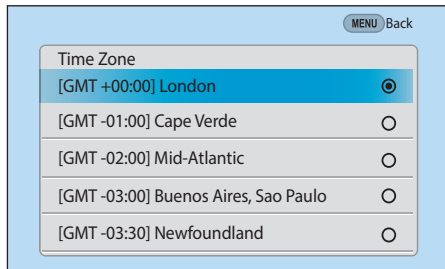 MENU Back
Time Zone
[GMT +00:00] London
[GMT -01:00] Cape Verde
[GMT -02:00] Mid-Atlantic
[GMT -03:00] Buenos Aires, Sao Paulo
[GMT -03:30] Newfoundland